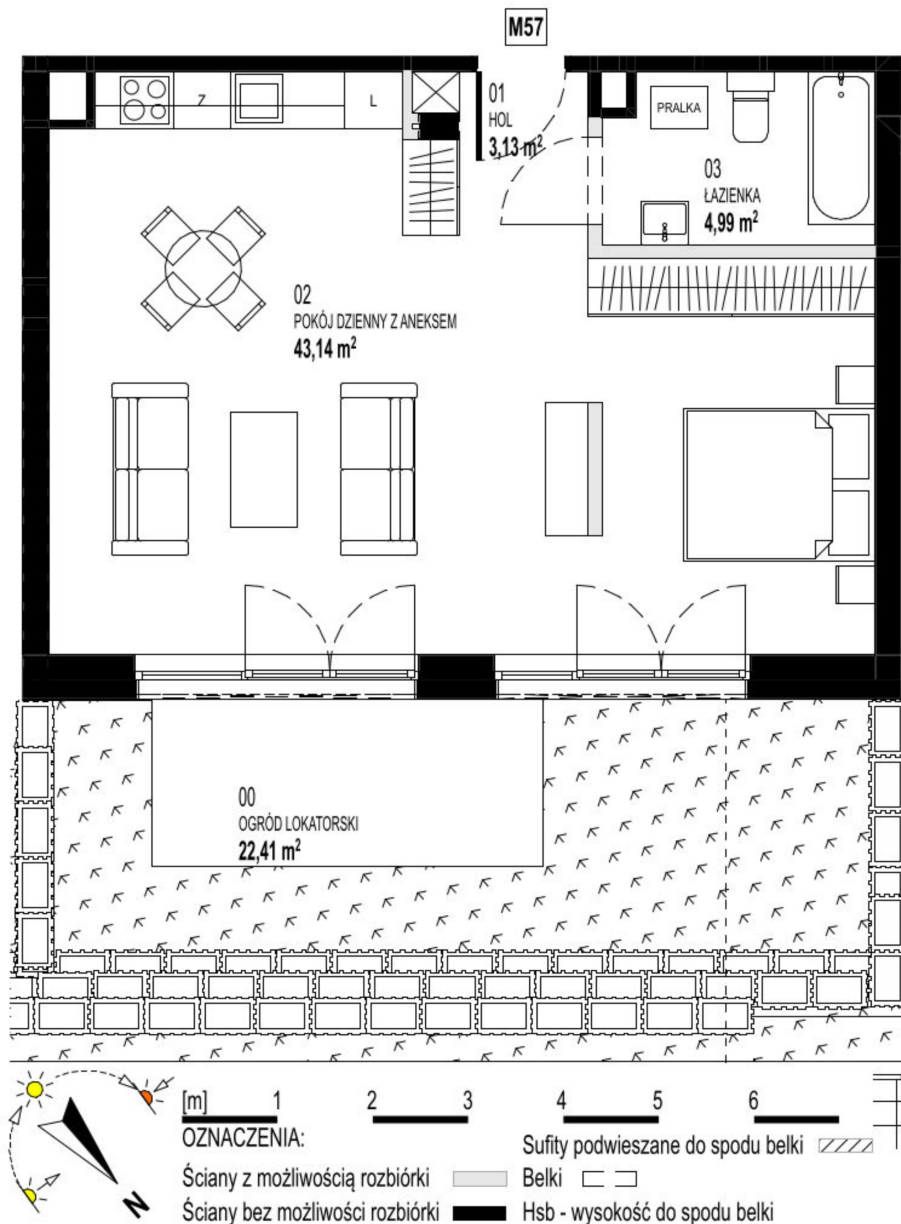 M57
Z
L
01
HOL
3,13 m²
PRALKA
03
ŁAZIENKA
4,99 m²
02
POKÓJ DZIENNY Z ANEKSEM
43,14 m²
00
OGRÓD LOKATORSKI
22,41 m²
[m] 1 2 3 4 5 6
OZNACZENIA:
Sufity podwieszane do spodu belki
Ściany z możliwością rozbiórki
Belki
Ściany bez możliwości rozbiórki
Hsb - wysokość do spodu belki
N